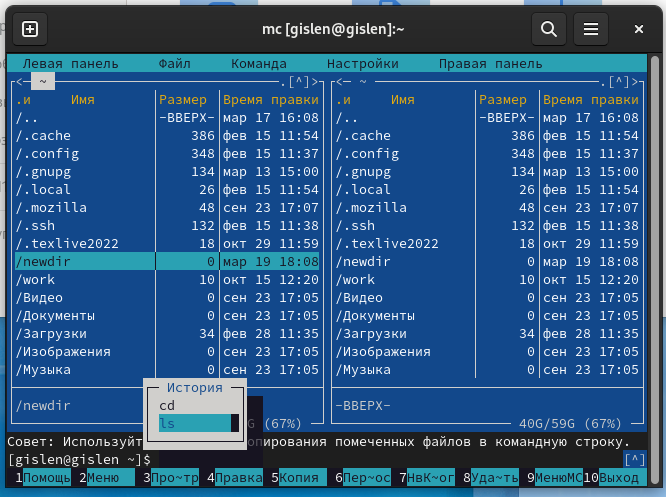 mc [gislen@gislen]:~
Левая панель Файл Команда Настройки Правая панель
<─ ~ ─.[^]> <─ ~ ─.[^]>
.и Имя Размер Время правки .и Имя Размер Время правки
/.. -ВВЕРХ- мар 17 16:08 /.. -ВВЕРХ- мар 17 16:08
/.cache 386 фев 15 11:54 /.cache 386 фев 15 11:54
/.config 348 фев 15 11:37 /.config 348 фев 15 11:37
/.gnupg 134 мар 13 15:00 /.gnupg 134 мар 13 15:00
/.local 26 фев 15 11:54 /.local 26 фев 15 11:54
/.mozilla 48 сен 23 17:07 /.mozilla 48 сен 23 17:07
/.ssh 132 фев 15 11:38 /.ssh 132 фев 15 11:38
/.texlive2022 18 окт 29 11:59 /.texlive2022 18 окт 29 11:59
/newdir 0 мар 19 18:08 /newdir 0 мар 19 18:08
/work 10 окт 15 12:20 /work 10 окт 15 12:20
/Видео 0 сен 23 17:05 /Видео 0 сен 23 17:05
/Документы 0 сен 23 17:05 /Документы 0 сен 23 17:05
/Загрузки 34 фев 28 11:35 /Загрузки 34 фев 28 11:35
/Изображения 0 сен 23 17:05 /Изображения 0 сен 23 17:05
/Музыка 0 сен 23 17:05 /Музыка 0 сен 23 17:05
История
/newdir cd -ВВЕРХ-
ls G (67%) 40G/59G (67%)
Совет: Используйт опирования помеченных файлов в командную строку.
[gislen@gislen ~]$ [^]
1Помощь 2Меню 3Про~тр 4Правка 5Копия 6Пер~ос 7НвК~ог 8Уда~ть 9МенюMC 10Выход